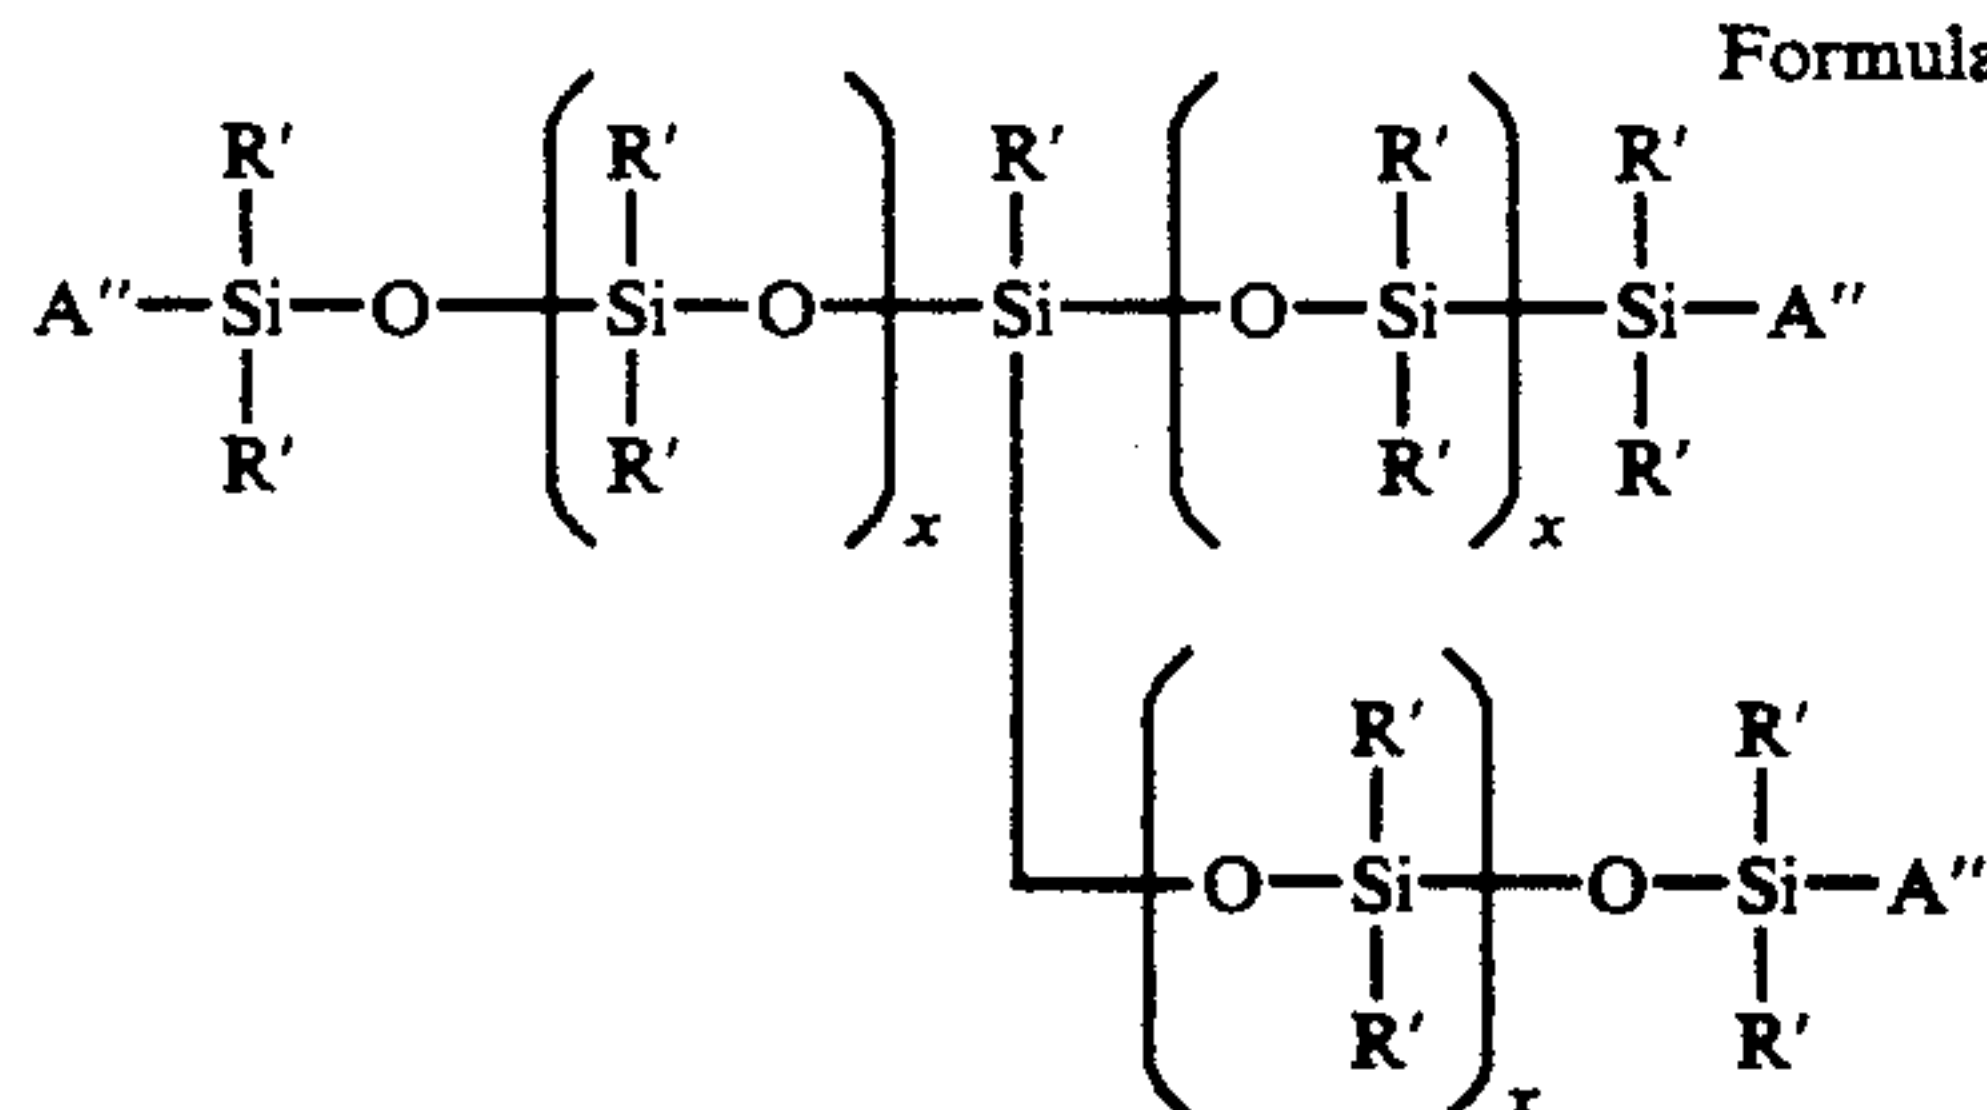 Formula
R' R' R' R' R'
A''—Si—O—(Si—O)x—Si—(O—Si)x—Si—A''
R' R' R' R'
R' R'
(O—Si)x—O—Si—A''
R' R'